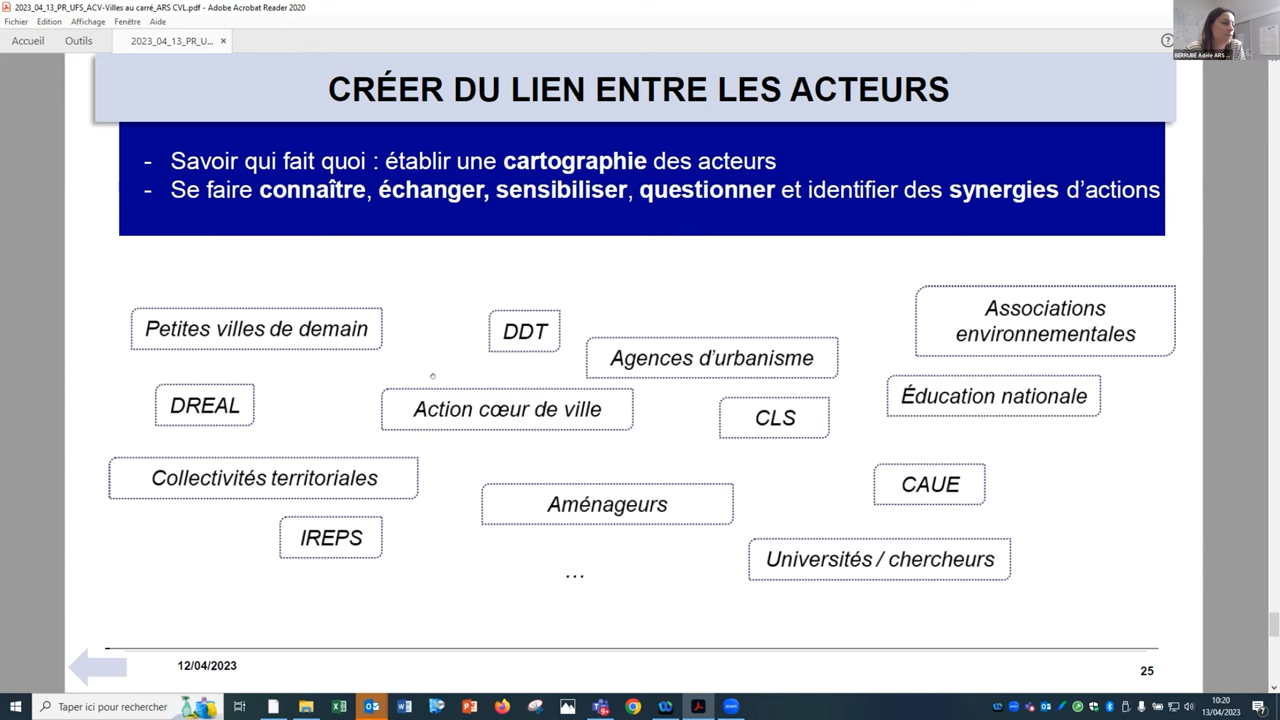 2023_04_13_PR_UFS_ACV-Villes au carré_ARS CVL.pdf - Adobe Acrobat Reader 2020
Fichier Edition Affichage Fenêtre Aide
Accueil Outils 2023_04_13_PR_U... ×
BERRUBE Adèle ARS ...
CRÉER DU LIEN ENTRE LES ACTEURS
- Savoir qui fait quoi : établir une cartographie des acteurs
- Se faire connaître, échanger, sensibiliser, questionner et identifier des synergies d’actions
Associations
environnementales
Petites villes de demain
DDT
Agences d’urbanisme
Éducation nationale
DREAL
Action cœur de ville
CLS
Collectivités territoriales
CAUE
Aménageurs
IREPS
Universités / chercheurs
...
12/04/2023
25
Taper ici pour rechercher
10:20
13/04/2023